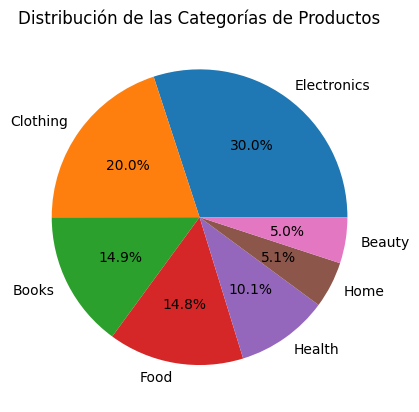 Distribución de las Categorías de Productos
Electronics
30.0%
Clothing
20.0%
Books
14.9%
Food
14.8%
Health
10.1%
Home
5.1%
Beauty
5.0%